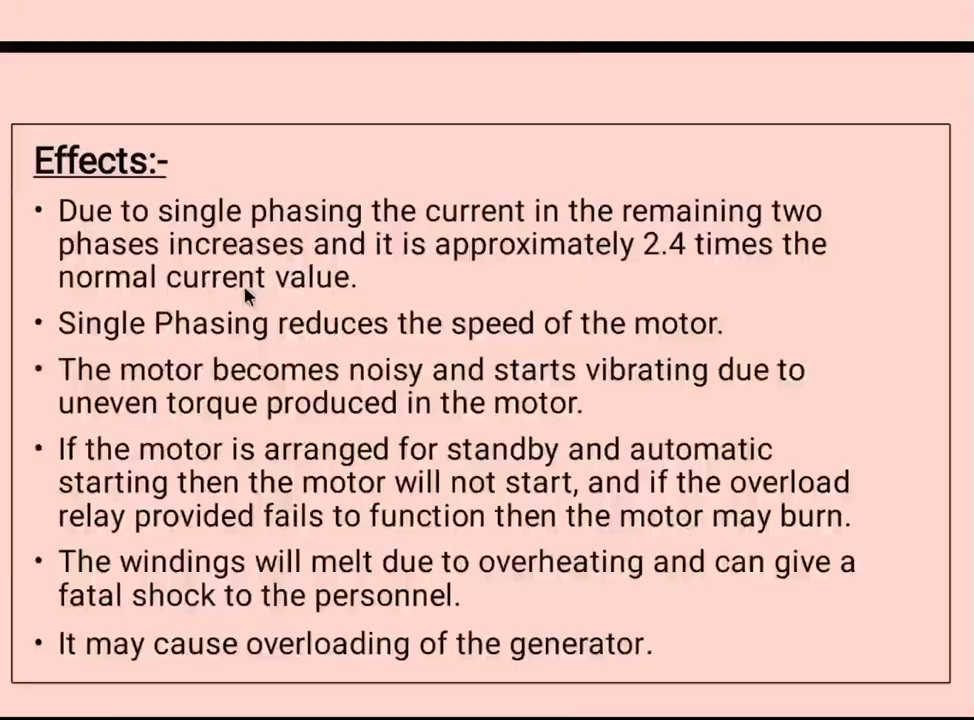 Effects:-
• Due to single phasing the current in the remaining two
phases increases and it is approximately 2.4 times the
normal current value.
• Single Phasing reduces the speed of the motor.
• The motor becomes noisy and starts vibrating due to
uneven torque produced in the motor.
• If the motor is arranged for standby and automatic
starting then the motor will not start, and if the overload
relay provided fails to function then the motor may burn.
• The windings will melt due to overheating and can give a
fatal shock to the personnel.
• It may cause overloading of the generator.